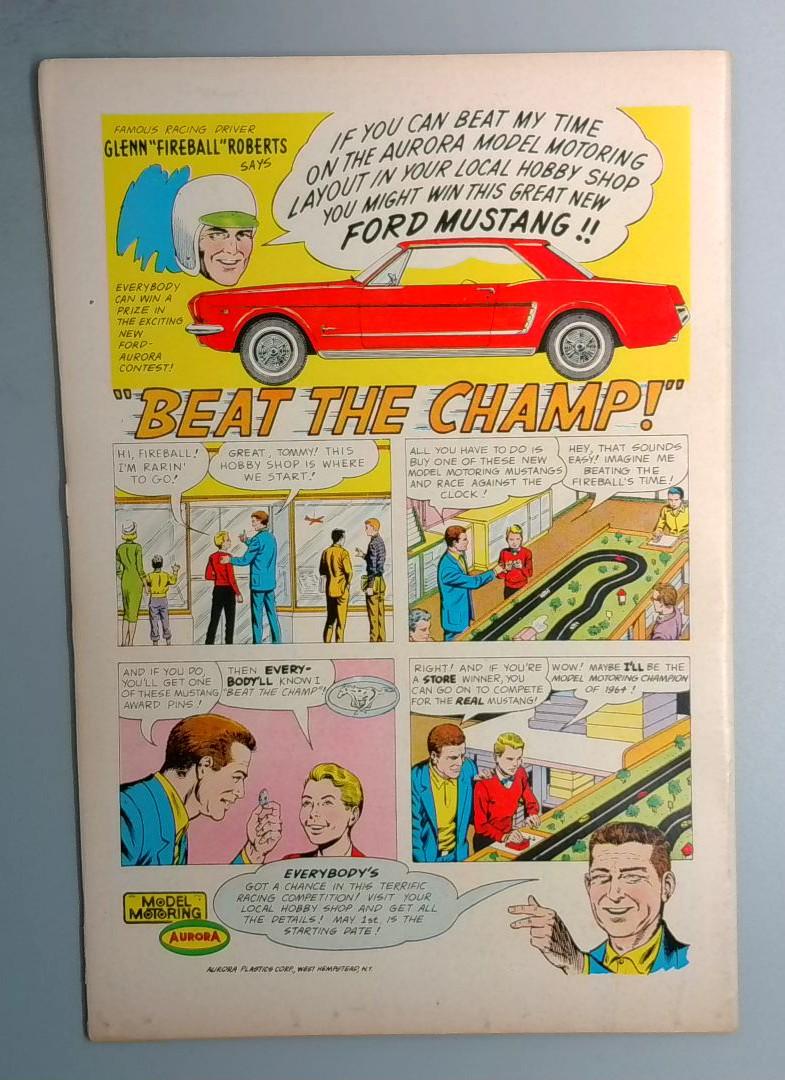 FAMOUS RACING DRIVER
GLENN "FIREBALL" ROBERTS
SAYS
IF YOU CAN BEAT MY TIME
ON THE AURORA MODEL MOTORING
LAYOUT IN YOUR LOCAL HOBBY SHOP
YOU MIGHT WIN THIS GREAT NEW
FORD MUSTANG!!
EVERYBODY
CAN WIN A
PRIZE IN
THE EXCITING
NEW
FORD-
AURORA
CONTEST!
"BEAT THE CHAMP!"
HI, FIREBALL!
I'M RARIN'
TO GO!
GREAT, TOMMY! THIS
HOBBY SHOP IS WHERE
WE START!
ALL YOU HAVE TO DO IS
BUY ONE OF THESE NEW
MODEL MOTORING MUSTANGS
AND RACE AGAINST THE
CLOCK!
HEY, THAT SOUNDS
EASY! IMAGINE ME
BEATING THE
FIREBALL'S TIME!
AND IF YOU DO,
YOU'LL GET ONE
OF THESE MUSTANG
AWARD PINS!
THEN EVERY-
BODY'LL KNOW I
"BEAT THE CHAMP"!
RIGHT! AND IF YOU'RE
A STORE WINNER, YOU
CAN GO ON TO COMPETE
FOR THE REAL MUSTANG!
WOW! MAYBE I'LL BE THE
MODEL MOTORING CHAMPION
OF 1964!
EVERYBODY'S
GOT A CHANCE IN THIS TERRIFIC
RACING COMPETITION! VISIT YOUR
LOCAL HOBBY SHOP AND GET ALL
THE DETAILS! MAY 1st. IS THE
STARTING DATE!
MODEL
MOTORING
AURORA
AURORA PLASTICS CORP., WEST HEMPSTEAD, N.Y.